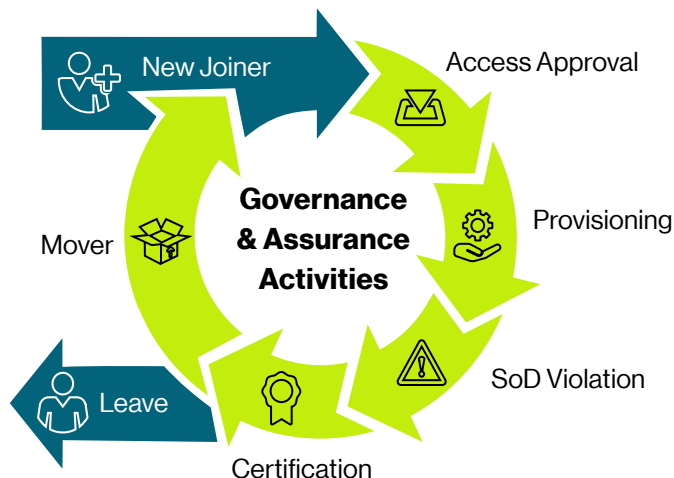 New Joiner
Access Approval
Governance
& Assurance
Activities
Mover
Provisioning
SoD Violation
Leave
Certification